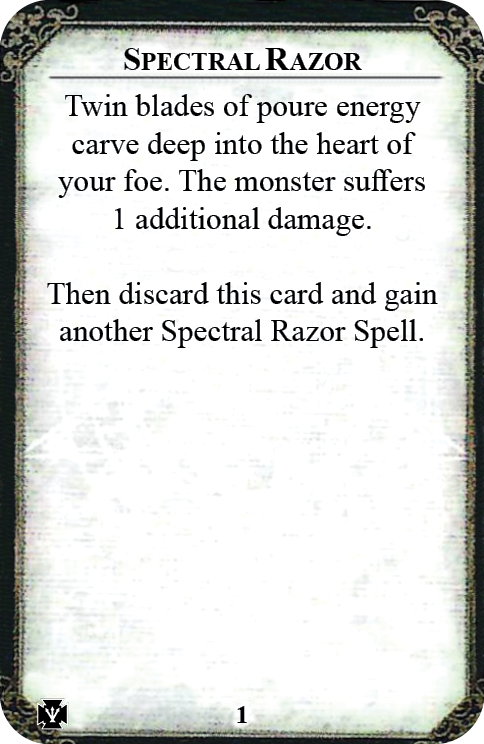 SPECTRAL RAZOR
Twin blades of poure energy
carve deep into the heart of
your foe. The monster suffers
1 additional damage.
Then discard this card and gain
another Spectral Razor Spell.
1